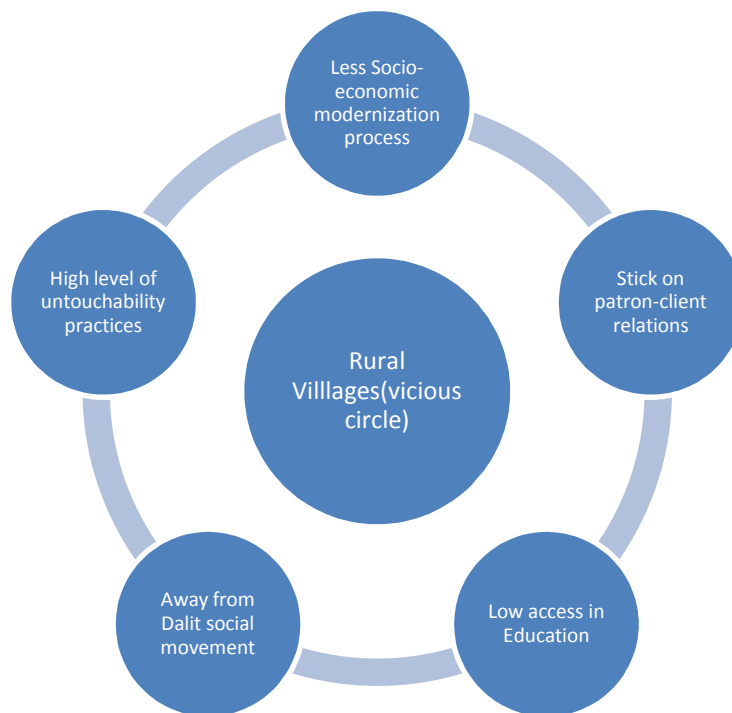 Less Socio-
economic
modernization
process
Stick on
patron-client
relations
Low access in
Education
Away from
Dalit social
movement
High level of
untouchability
practices
Rural
Villlages(vicious
circle)